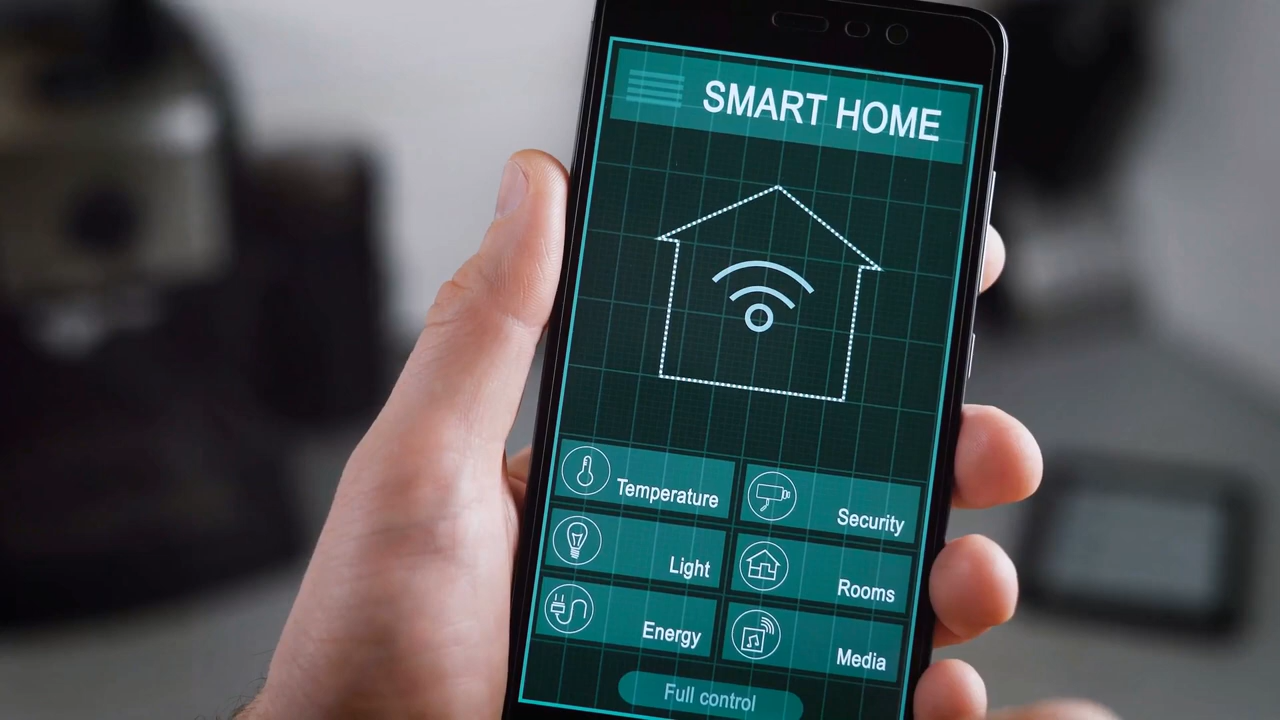 SMART HOME
Temperature
Security
Light
Rooms
Energy
Media
Full control